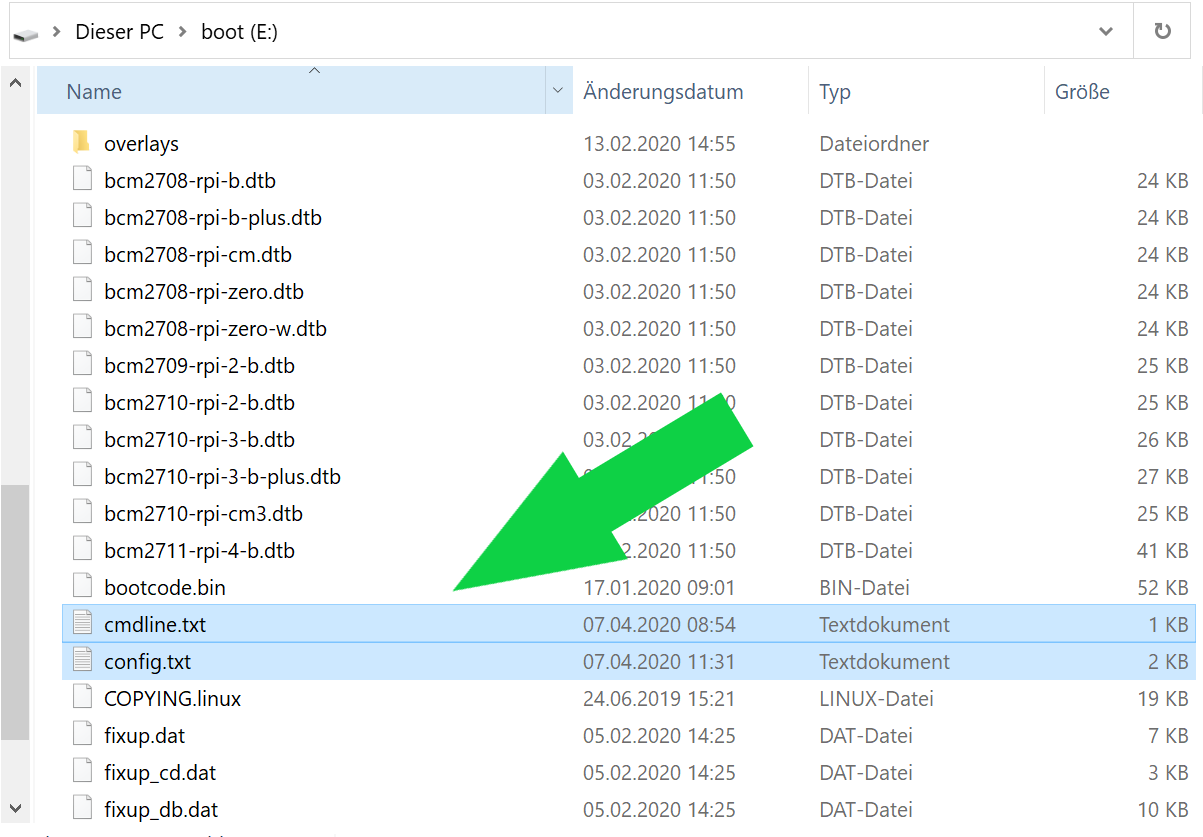 Dieser PC > boot (E:)
Name Änderungsdatum Typ Größe
overlays 13.02.2020 14:55 Dateiordner
bcm2708-rpi-b.dtb 03.02.2020 11:50 DTB-Datei 24 KB
bcm2708-rpi-b-plus.dtb 03.02.2020 11:50 DTB-Datei 24 KB
bcm2708-rpi-cm.dtb 03.02.2020 11:50 DTB-Datei 24 KB
bcm2708-rpi-zero.dtb 03.02.2020 11:50 DTB-Datei 24 KB
bcm2708-rpi-zero-w.dtb 03.02.2020 11:50 DTB-Datei 24 KB
bcm2709-rpi-2-b.dtb 03.02.2020 11:50 DTB-Datei 25 KB
bcm2710-rpi-2-b.dtb 03.02.2020 DTB-Datei 25 KB
bcm2710-rpi-3-b.dtb DTB-Datei 26 KB
bcm2710-rpi-3-b-plus.dtb DTB-Datei 27 KB
bcm2710-rpi-cm3.dtb 11:50 DTB-Datei 25 KB
bcm2711-rpi-4-b.dtb 11:50 DTB-Datei 41 KB
bootcode.bin 17.01.2020 09:01 BIN-Datei 52 KB
cmdline.txt 07.04.2020 08:54 Textdokument 1 KB
config.txt 07.04.2020 11:31 Textdokument 2 KB
COPYING.linux 24.06.2019 15:21 LINUX-Datei 19 KB
fixup.dat 05.02.2020 14:25 DAT-Datei 7 KB
fixup_cd.dat 05.02.2020 14:25 DAT-Datei 3 KB
fixup_db.dat 05.02.2020 14:25 DAT-Datei 10 KB